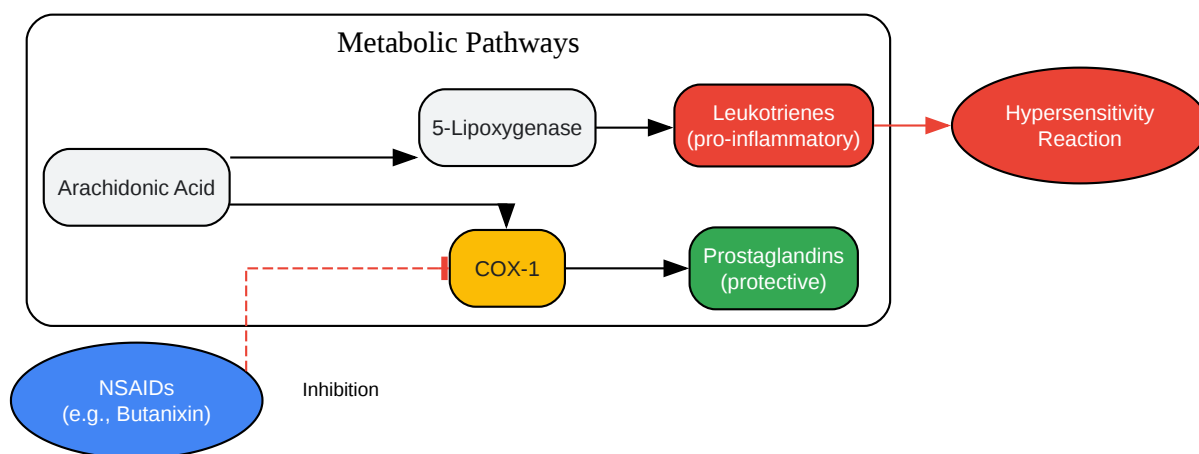 Metabolic Pathways
5-Lipoxygenase
Leukotrienes
(pro-inflammatory)
Hypersensitivity
Reaction
Arachidonic Acid
COX-1
Prostaglandins
(protective)
NSAIDs
(e.g., Butanixin)
Inhibition